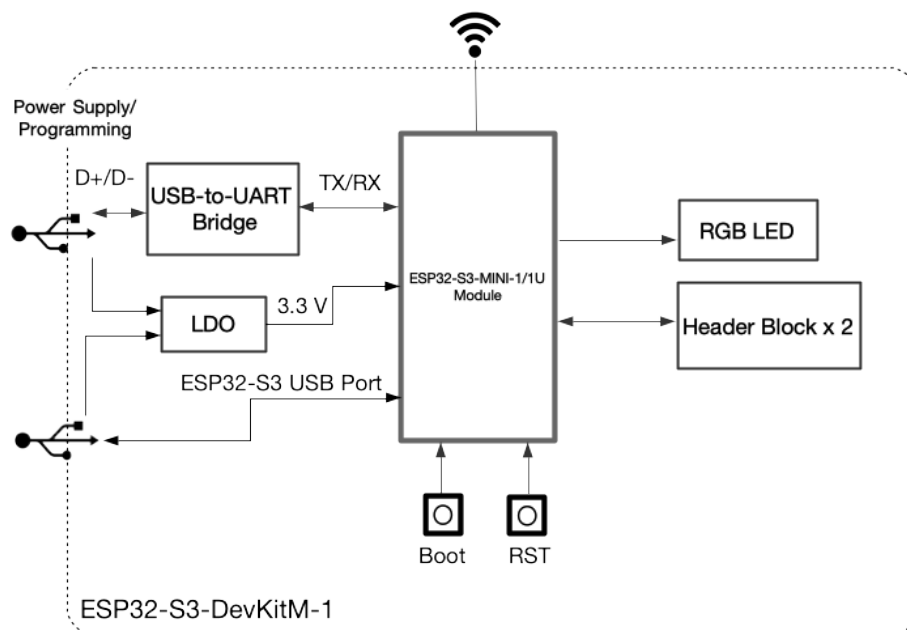 Power Supply/
Programming
D+/D-
USB-to-UART
Bridge
TX/RX
RGB LED
ESP32-S3-MINI-1/1U
Module
3.3 V
LDO
Header Block x 2
ESP32-S3 USB Port
Boot
RST
ESP32-S3-DevKitM-1